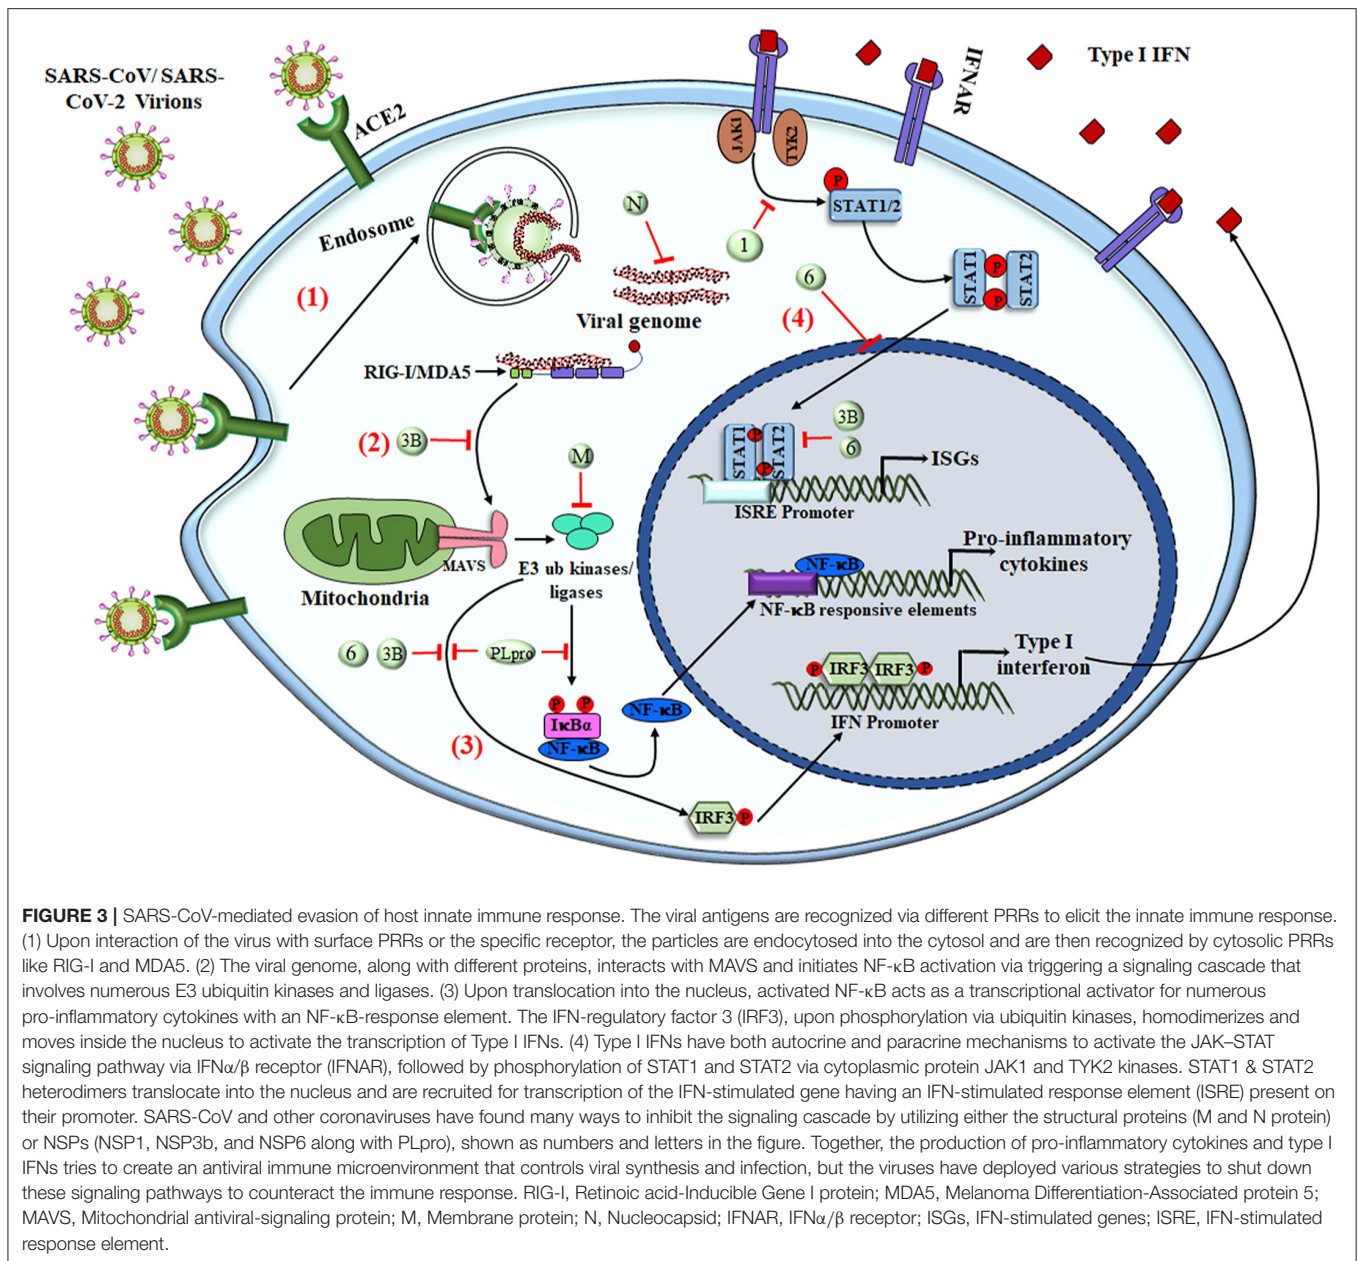 SARS-CoV/ SARS-
CoV-2 Virions
ACE2
IFNAR
Type I IFN
JAK1
TYK2
P
STAT1/2
Endosome
N
1
6
STAT1
P
P
STAT2
(1)
(4)
Viral genome
RIG-I/MDA5
(2)
3B
M
3B
6
STAT1
P
P
STAT2
ISGs
ISRE Promoter
MAVS
E3 ub kinases/
ligases
Mitochondria
NF-κB
Pro-inflammatory
cytokines
NF-κB responsive elements
6
3B
PLpro
Type I
interferon
P
IRF3
IRF3
P
IFN Promoter
P
P
IκBα
NF-κB
NF-κB
(3)
IRF3
P
FIGURE 3 | SARS-CoV-mediated evasion of host innate immune response. The viral antigens are recognized via different PRRs to elicit the innate immune response.
(1) Upon interaction of the virus with surface PRRs or the specific receptor, the particles are endocytosed into the cytosol and are then recognized by cytosolic PRRs
like RIG-I and MDA5. (2) The viral genome, along with different proteins, interacts with MAVS and initiates NF-κB activation via triggering a signaling cascade that
involves numerous E3 ubiquitin kinases and ligases. (3) Upon translocation into the nucleus, activated NF-κB acts as a transcriptional activator for numerous
pro-inflammatory cytokines with an NF-κB-response element. The IFN-regulatory factor 3 (IRF3), upon phosphorylation via ubiquitin kinases, homodimerizes and
moves inside the nucleus to activate the transcription of Type I IFNs. (4) Type I IFNs have both autocrine and paracrine mechanisms to activate the JAK–STAT
signaling pathway via IFNα/β receptor (IFNAR), followed by phosphorylation of STAT1 and STAT2 via cytoplasmic protein JAK1 and TYK2 kinases. STAT1 & STAT2
heterodimers translocate into the nucleus and are recruited for transcription of the IFN-stimulated gene having an IFN-stimulated response element (ISRE) present on
their promoter. SARS-CoV and other coronaviruses have found many ways to inhibit the signaling cascade by utilizing either the structural proteins (M and N protein)
or NSPs (NSP1, NSP3b, and NSP6 along with PLpro), shown as numbers and letters in the figure. Together, the production of pro-inflammatory cytokines and type I
IFNs tries to create an antiviral immune microenvironment that controls viral synthesis and infection, but the viruses have deployed various strategies to shut down
these signaling pathways to counteract the immune response. RIG-I, Retinoic acid-Inducible Gene I protein; MDA5, Melanoma Differentiation-Associated protein 5;
MAVS, Mitochondrial antiviral-signaling protein; M, Membrane protein; N, Nucleocapsid; IFNAR, IFNα/β receptor; ISGs, IFN-stimulated genes; ISRE, IFN-stimulated
response element.